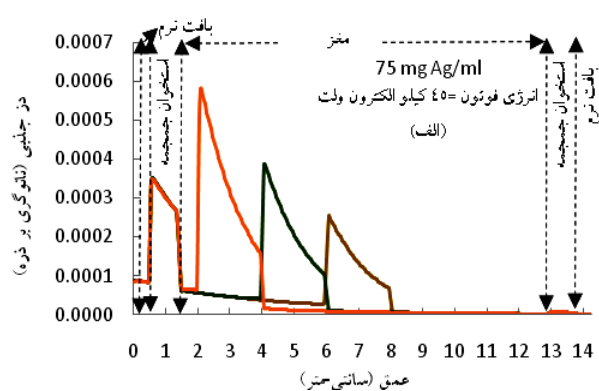 بافت نرم
مغز
استخوان جمجمه
75 mg Ag/ml
انرژی فوتون =٤٥ کیلو الکترون ولت
(الف)
استخوان جمجمه
بافت نرم
دز جذبی (نانوگری بر ذره)
0.0007
0.0006
0.0005
0.0004
0.0003
0.0002
0.0001
0.0000
0 1 2 3 4 5 6 7 8 9 10 11 12 13 14
عمق (سانتی‌متر)